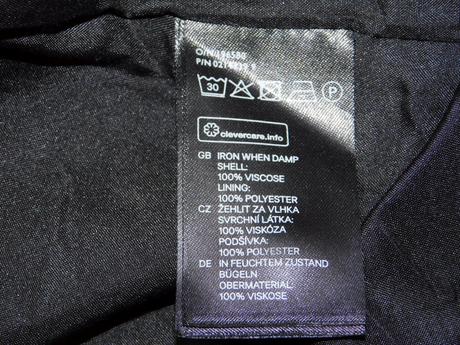 O/N 196580
30 P
clevercare.info
GB IRON WHEN DAMP
SHELL:
100% VISCOSE
LINING:
100% POLYESTER
CZ ŽEHLIT ZA VLHKA
SVRCHNÍ LÁTKA:
100% VISKÓZA
PODŠÍVKA:
100% POLYESTER
DE IN FEUCHTEM ZUSTAND
BÜGELN
OBERMATERIAL:
100% VISKOSE